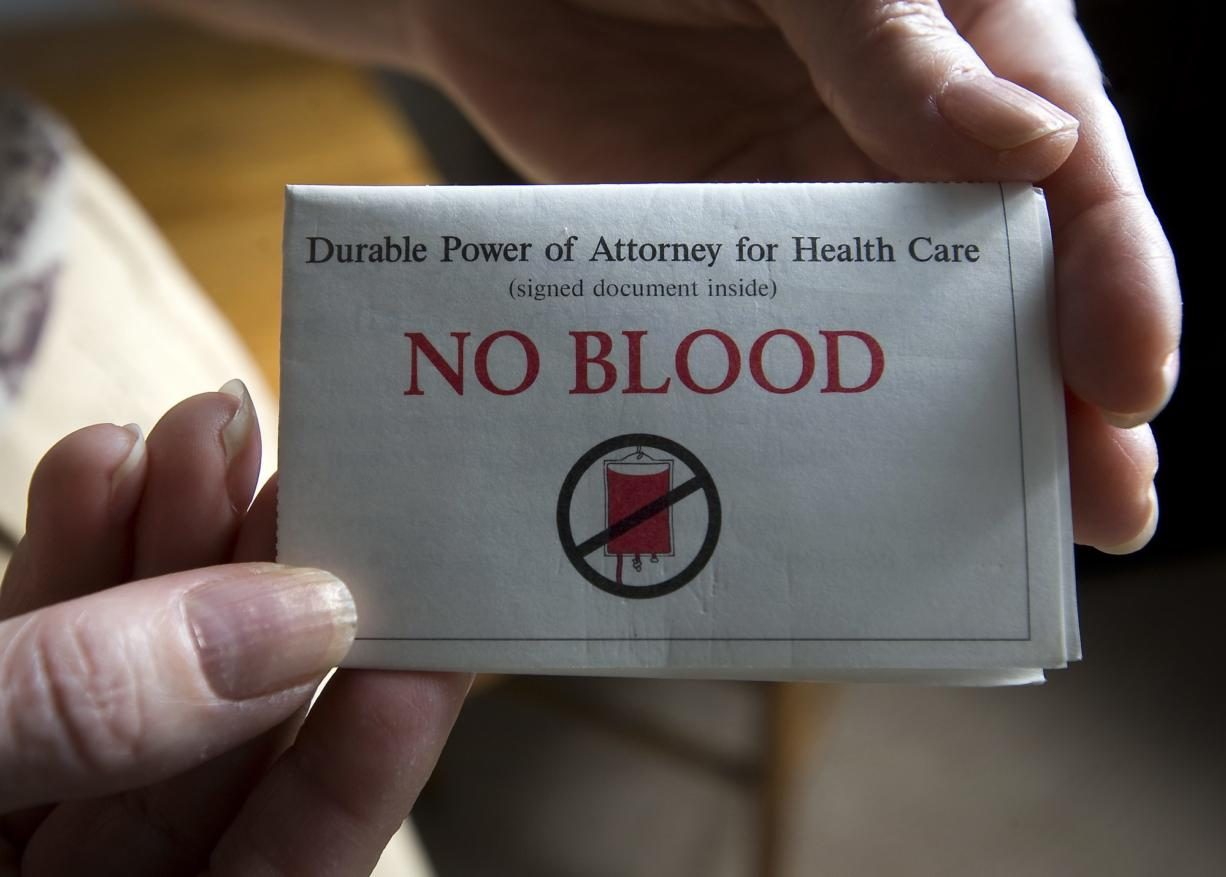 Durable Power of Attorney for Health Care
(signed document inside)
NO BLOOD